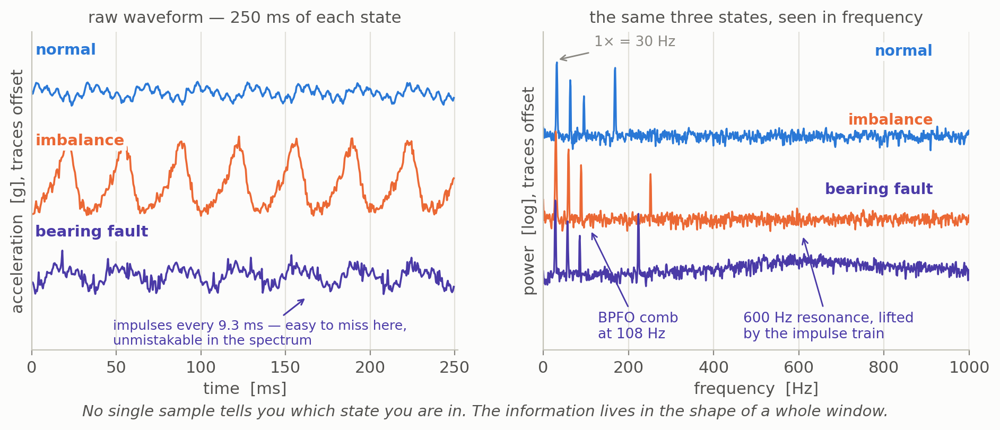 raw waveform — 250 ms of each state
normal
imbalance
bearing fault
impulses every 9.3 ms — easy to miss here,
unmistakable in the spectrum
acceleration [g], traces offset
0 50 100 150 200 250
time [ms]
the same three states, seen in frequency
1× = 30 Hz
normal
imbalance
bearing fault
BPFO comb
at 108 Hz
600 Hz resonance, lifted
by the impulse train
power [log], traces offset
0 200 400 600 800 1000
frequency [Hz]
No single sample tells you which state you are in. The information lives in the shape of a whole window.